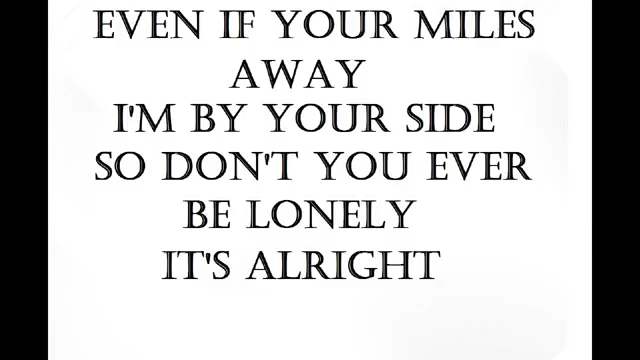 EVEN IF YOUR MILES
AWAY
I'M BY YOUR SIDE
SO DON'T YOU EVER
BE LONELY
IT'S ALRIGHT